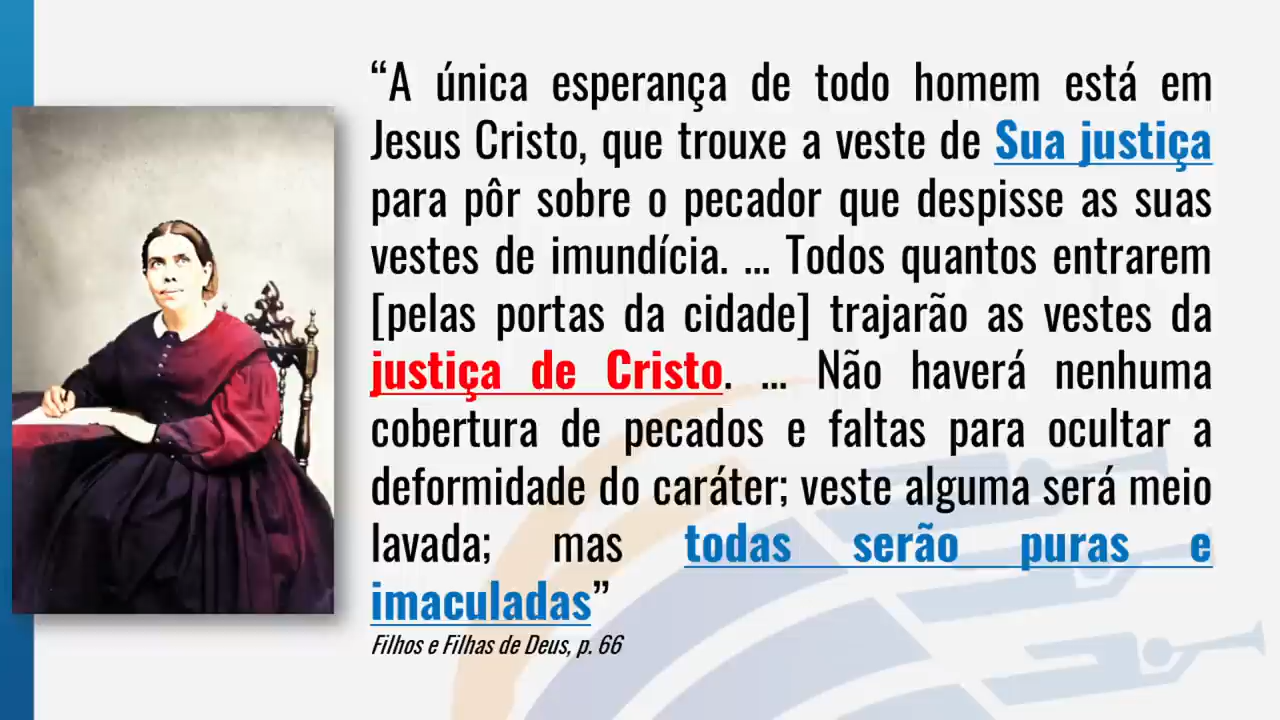 “A única esperança de todo homem está em
Jesus Cristo, que trouxe a veste de Sua justiça
para pôr sobre o pecador que despisse as suas
vestes de imundícia. ... Todos quantos entrarem
[pelas portas da cidade] trajarão as vestes da
justiça de Cristo. ... Não haverá nenhuma
cobertura de pecados e faltas para ocultar a
deformidade do caráter; veste alguma será meio
lavada; mas todas serão puras e
imaculadas”
Filhos e Filhas de Deus, p. 66